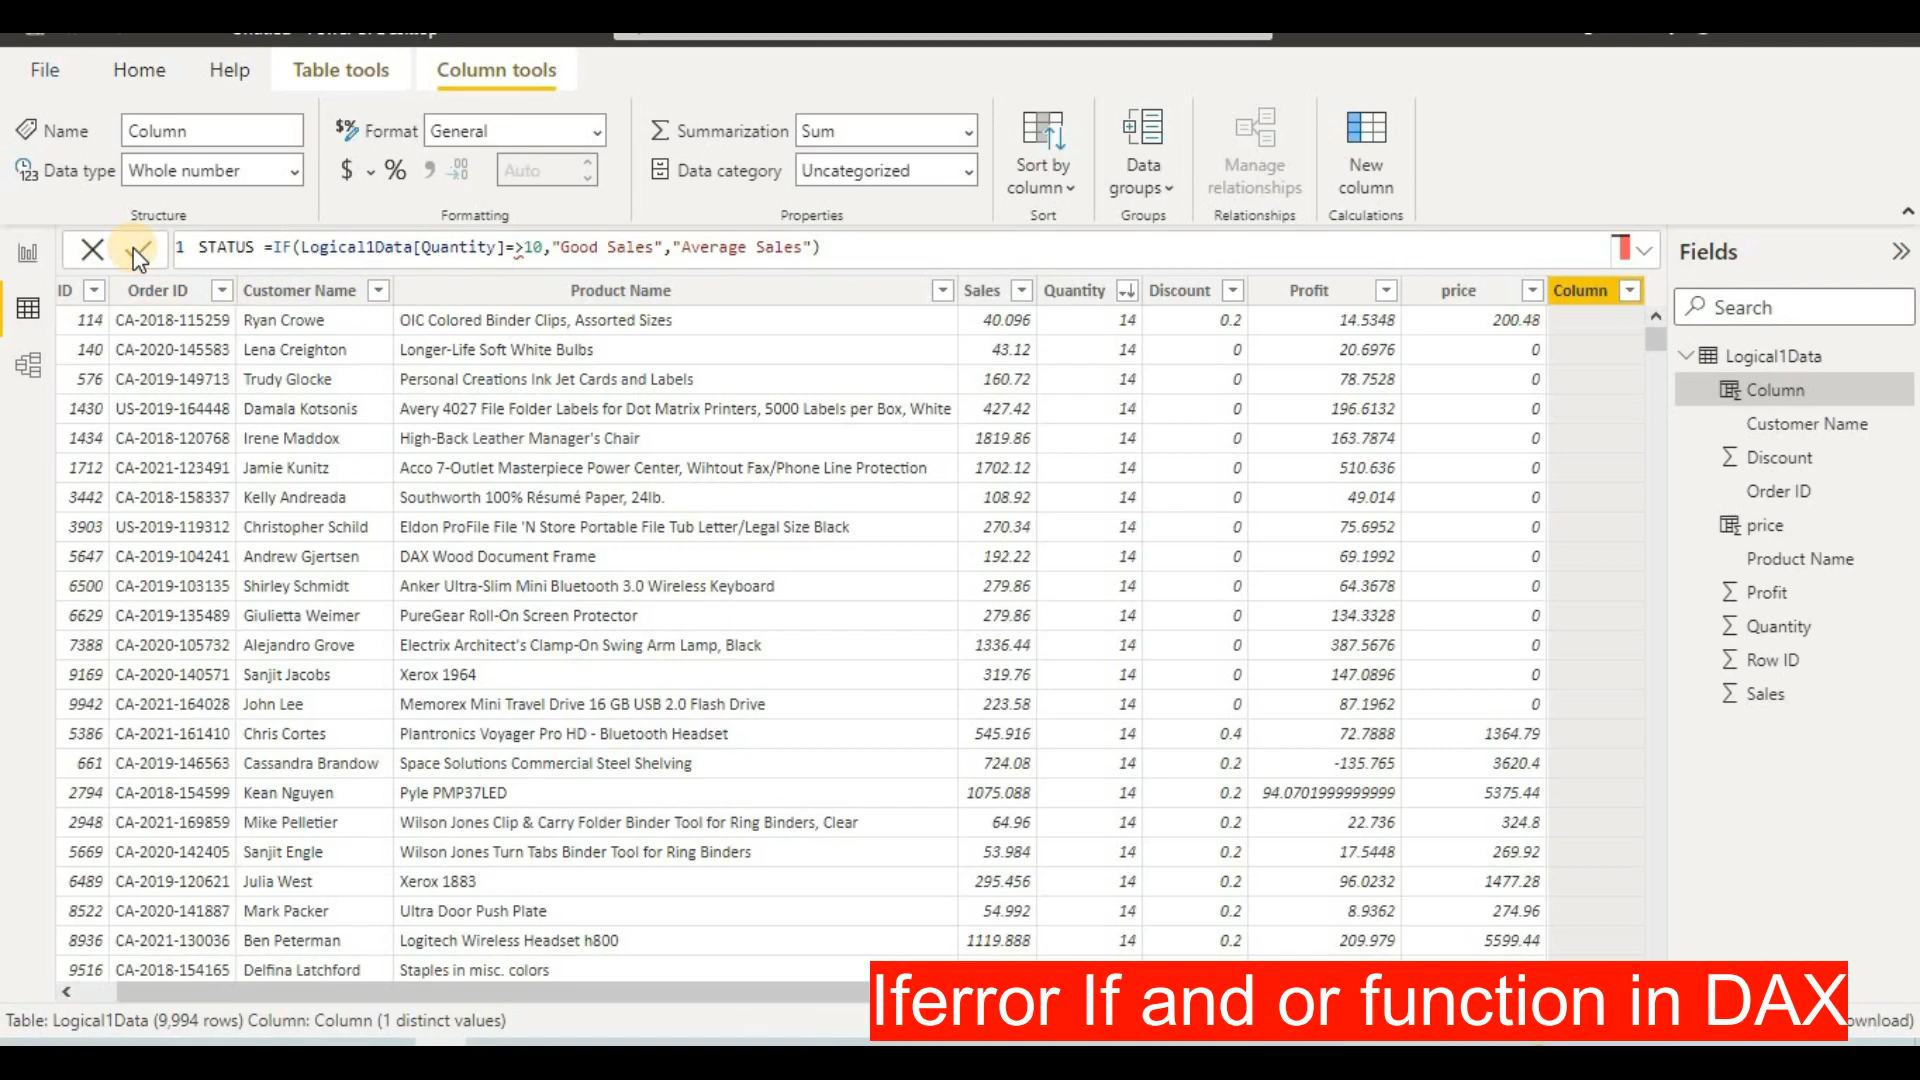 File Home Help Table tools Column tools
Name Column
Data type Whole number
Structure
$% Format General
$ % Auto
Formatting
Summarization Sum
Data category Uncategorized
Properties
Sort by column
Sort
Data groups
Groups
Manage relationships
Relationships
New column
Calculations
1 STATUS =IF(Logical1Data[Quantity]=>10,"Good Sales","Average Sales")
ID Order ID Customer Name Product Name Sales Quantity Discount Profit price Column
114 CA-2018-115259 Ryan Crowe OIC Colored Binder Clips, Assorted Sizes 40.096 14 0.2 14.5348 200.48
140 CA-2020-145583 Lena Creighton Longer-Life Soft White Bulbs 43.12 14 0 20.6976 0
576 CA-2019-149713 Trudy Glocke Personal Creations Ink Jet Cards and Labels 160.72 14 0 78.7528 0
1430 US-2019-164448 Damala Kotsonis Avery 4027 File Folder Labels for Dot Matrix Printers, 5000 Labels per Box, White 427.42 14 0 196.6132 0
1434 CA-2018-120768 Irene Maddox High-Back Leather Manager's Chair 1819.86 14 0 163.7874 0
1712 CA-2021-123491 Jamie Kunitz Acco 7-Outlet Masterpiece Power Center, Wihtout Fax/Phone Line Protection 1702.12 14 0 510.636 0
3442 CA-2018-158337 Kelly Andreada Southworth 100% Résumé Paper, 24lb. 108.92 14 0 49.014 0
3903 US-2019-119312 Christopher Schild Eldon ProFile File 'N Store Portable File Tub Letter/Legal Size Black 270.34 14 0 75.6952 0
5647 CA-2019-104241 Andrew Gjertsen DAX Wood Document Frame 192.22 14 0 69.1992 0
6500 CA-2019-103135 Shirley Schmidt Anker Ultra-Slim Mini Bluetooth 3.0 Wireless Keyboard 279.86 14 0 64.3678 0
6629 CA-2019-135489 Giulietta Weimer PureGear Roll-On Screen Protector 279.86 14 0 134.3328 0
7388 CA-2020-105732 Alejandro Grove Electrix Architect's Clamp-On Swing Arm Lamp, Black 1336.44 14 0 387.5676 0
9169 CA-2020-140571 Sanjit Jacobs Xerox 1964 319.76 14 0 147.0896 0
9942 CA-2021-164028 John Lee Memorex Mini Travel Drive 16 GB USB 2.0 Flash Drive 223.58 14 0 87.1962 0
5386 CA-2021-161410 Chris Cortes Plantronics Voyager Pro HD - Bluetooth Headset 545.916 14 0.4 72.7888 1364.79
661 CA-2019-146563 Cassandra Brandow Space Solutions Commercial Steel Shelving 724.08 14 0.2 -135.765 3620.4
2794 CA-2018-154599 Kean Nguyen Pyle PMP37LED 1075.088 14 0.2 94.0701999999999 5375.44
2948 CA-2021-169859 Mike Pelletier Wilson Jones Clip & Carry Folder Binder Tool for Ring Binders, Clear 64.96 14 0.2 22.736 324.8
5669 CA-2020-142405 Sanjit Engle Wilson Jones Turn Tabs Binder Tool for Ring Binders 53.984 14 0.2 17.5448 269.92
6489 CA-2019-120621 Julia West Xerox 1883 295.456 14 0.2 96.0232 1477.28
8522 CA-2020-141887 Mark Packer Ultra Door Push Plate 54.992 14 0.2 8.9362 274.96
8936 CA-2021-130036 Ben Peterman Logitech Wireless Headset h800 1119.888 14 0.2 209.979 5599.44
9516 CA-2018-154165 Delfina Latchford Staples in misc. colors
Fields
Search
Logical1Data
Column
Customer Name
Discount
Order ID
price
Product Name
Profit
Quantity
Row ID
Sales
Iferror If and or function in DAX
Table: Logical1Data (9,994 rows) Column: Column (1 distinct values)
ownload)